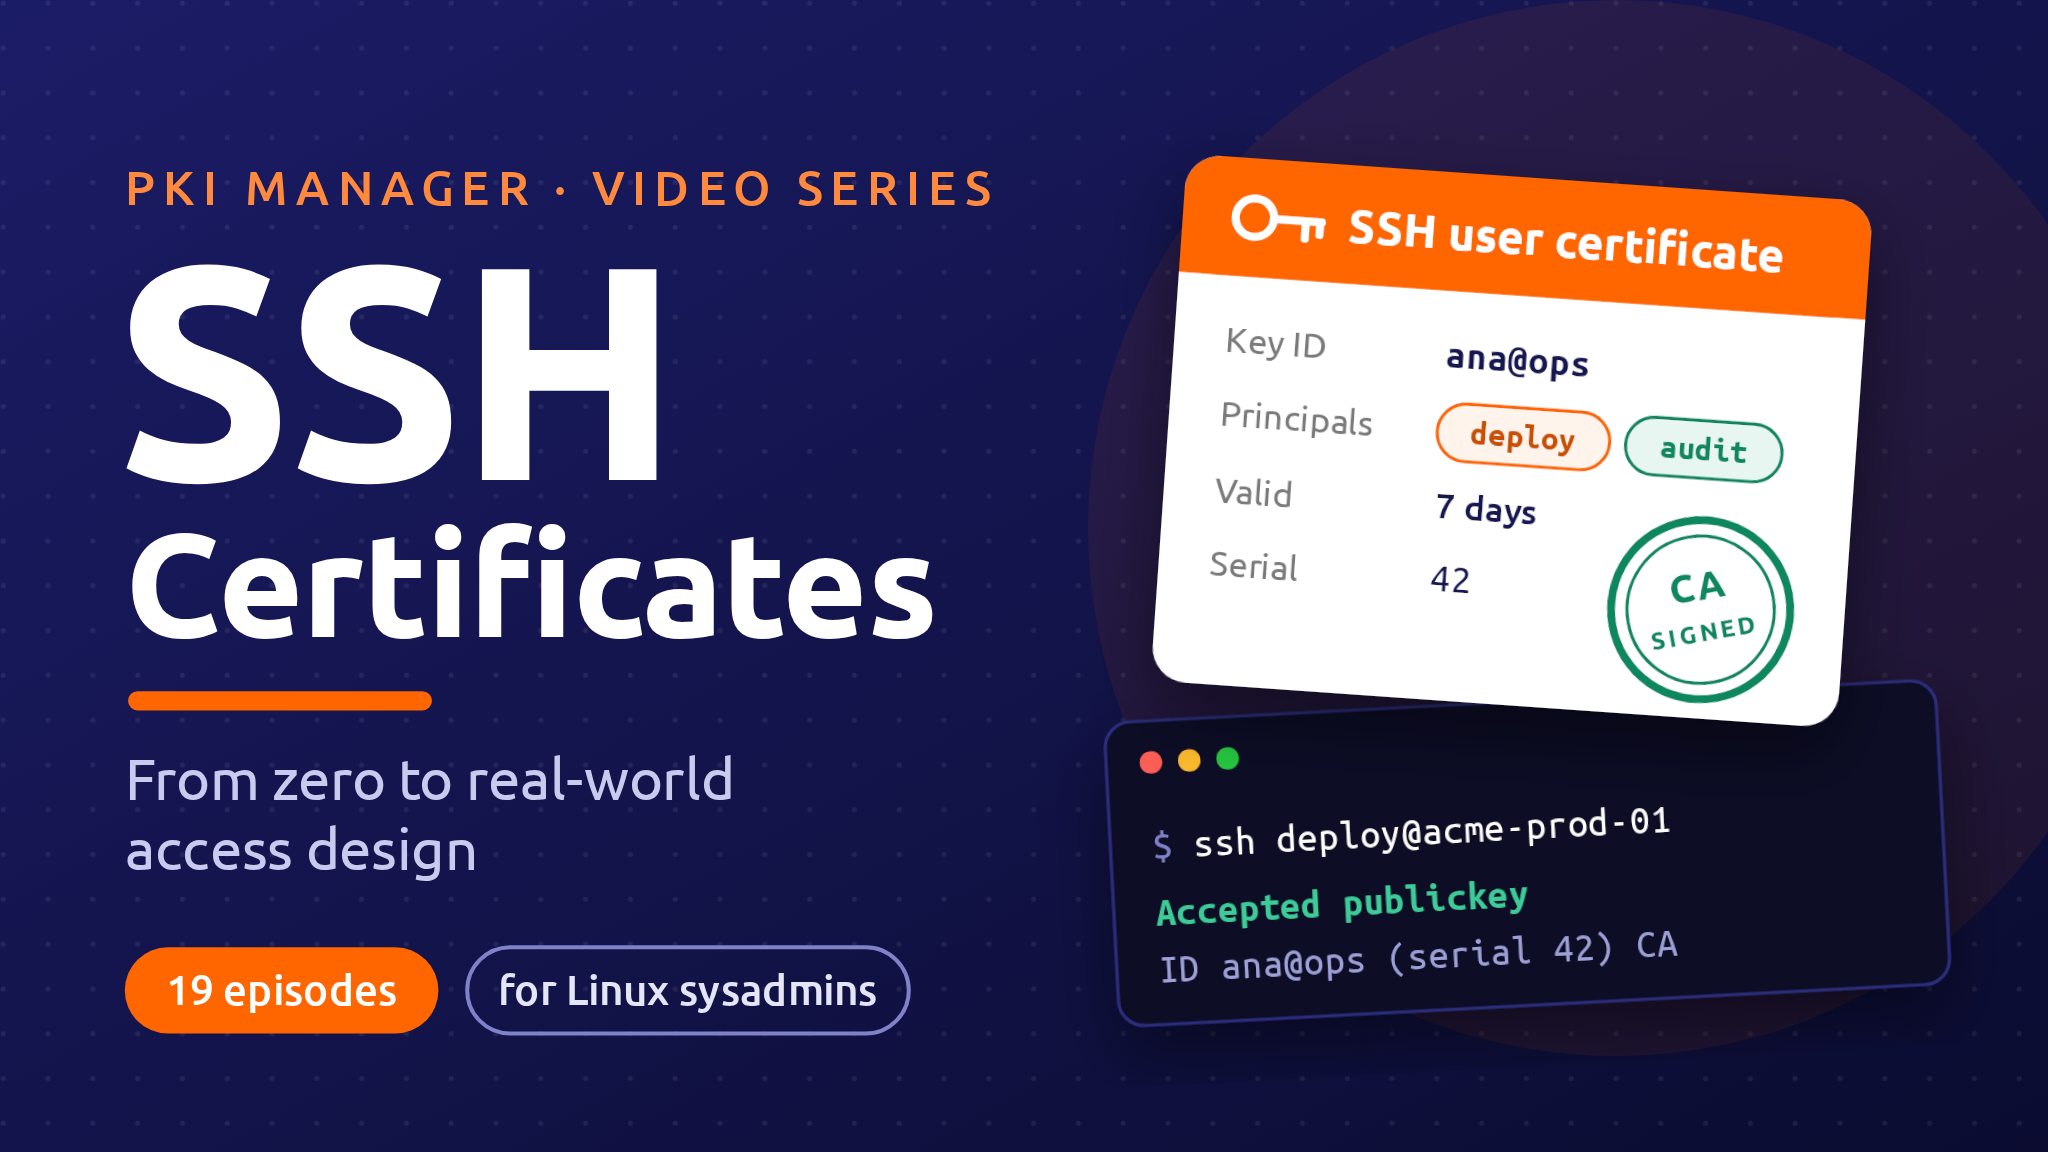 PKI MANAGER · VIDEO SERIES
SSH
Certificates
From zero to real-world
access design
19 episodes
for Linux sysadmins
SSH user certificate
Key ID ana@ops
Principals deploy audit
Valid 7 days
Serial 42
CA
SIGNED
$ ssh deploy@acme-prod-01
Accepted publickey
ID ana@ops (serial 42) CA